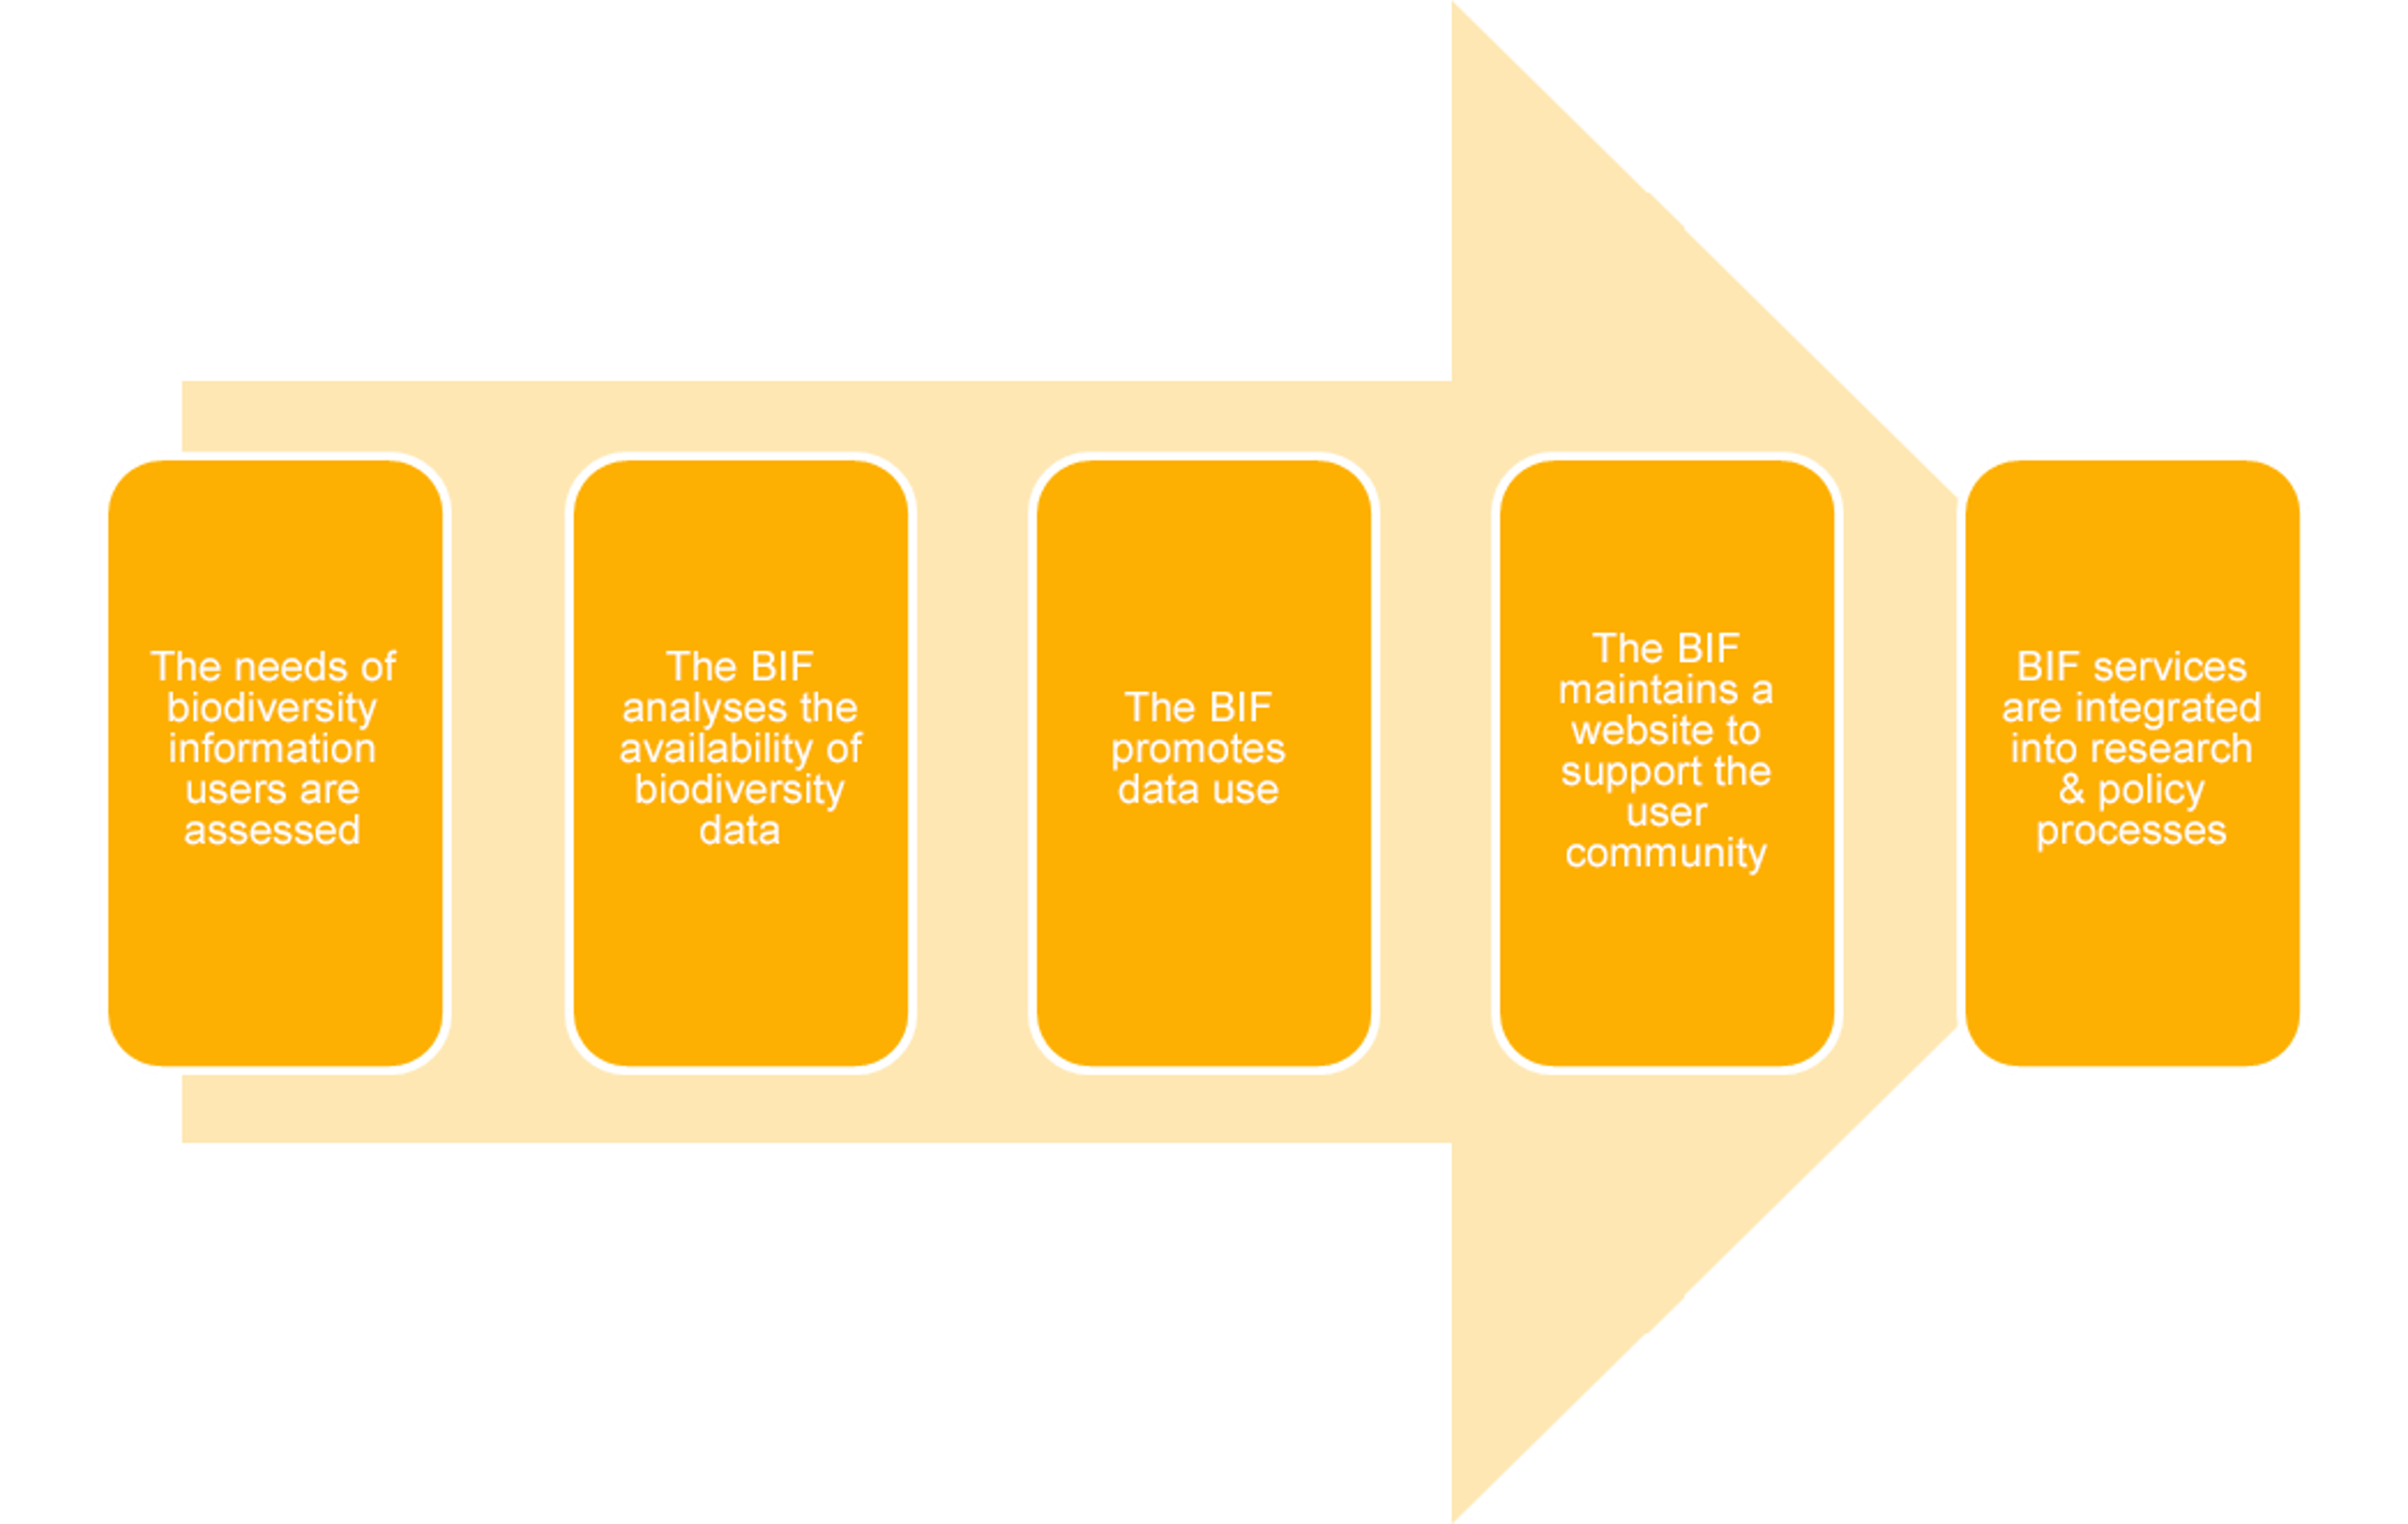 The needs of
biodiversity
information
users are
assessed
The BIF
analyses the
availability of
biodiversity
data
The BIF
promotes
data use
The BIF
maintains a
website to
support the
user
community
BIF services
are integrated
into research
& policy
processes